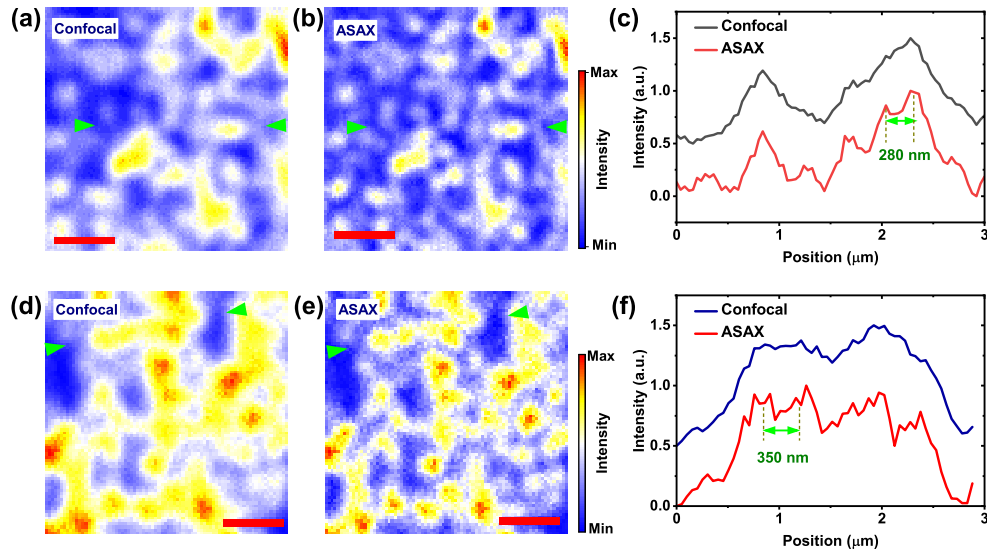 (a)
Confocal
(b)
ASAX
Max
Intensity
Min
(c)
Confocal
ASAX
1.5
1.0
0.5
0.0
Intensity (a.u.)
280 nm
0
1
2
3
Position (μm)
(d)
Confocal
(e)
ASAX
Max
Intensity
Min
(f)
Confocal
ASAX
1.5
1.0
0.5
0.0
Intensity (a.u.)
350 nm
0
1
2
3
Position (μm)